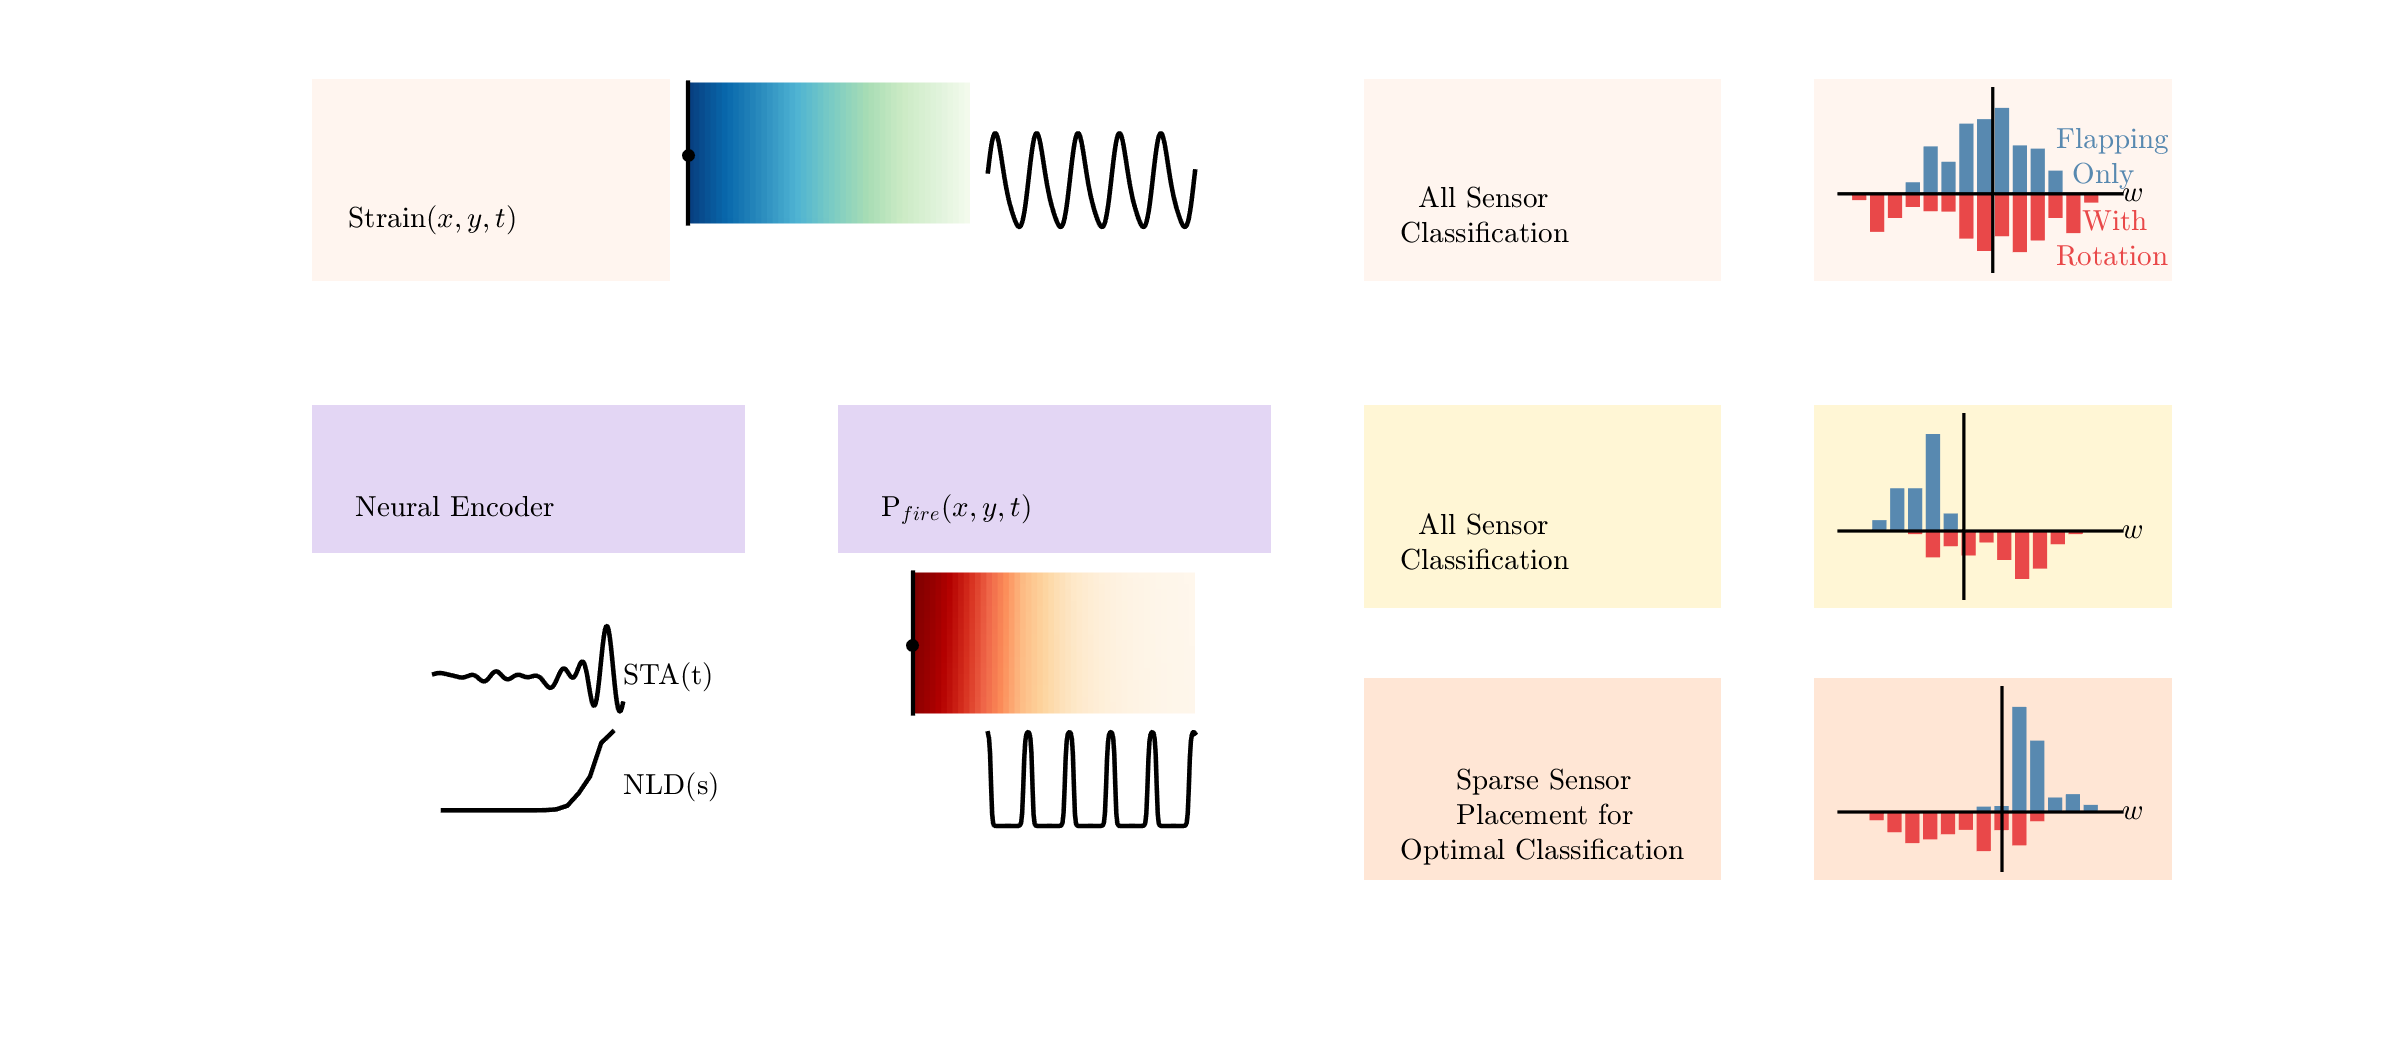 Strain(x, y, t)
All Sensor
Classification
Flapping
Only
w
With
Rotation
Neural Encoder
P_{fire}(x, y, t)
All Sensor
Classification
w
STA(t)
NLD(s)
Sparse Sensor
Placement for
Optimal Classification
w